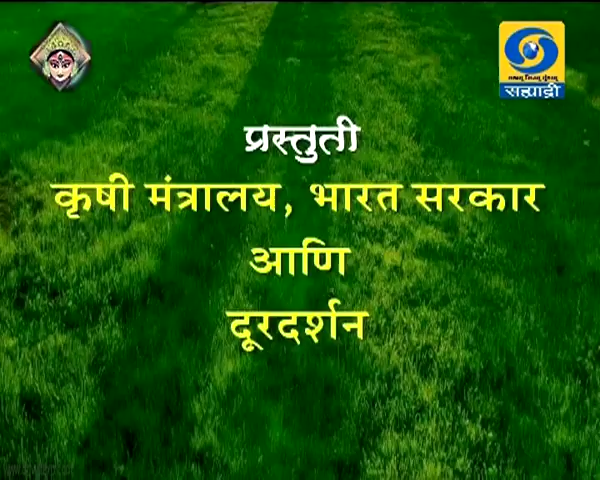 सह्याद्री
प्रस्तुती
कृषी मंत्रालय, भारत सरकार
आणि
दूरदर्शन